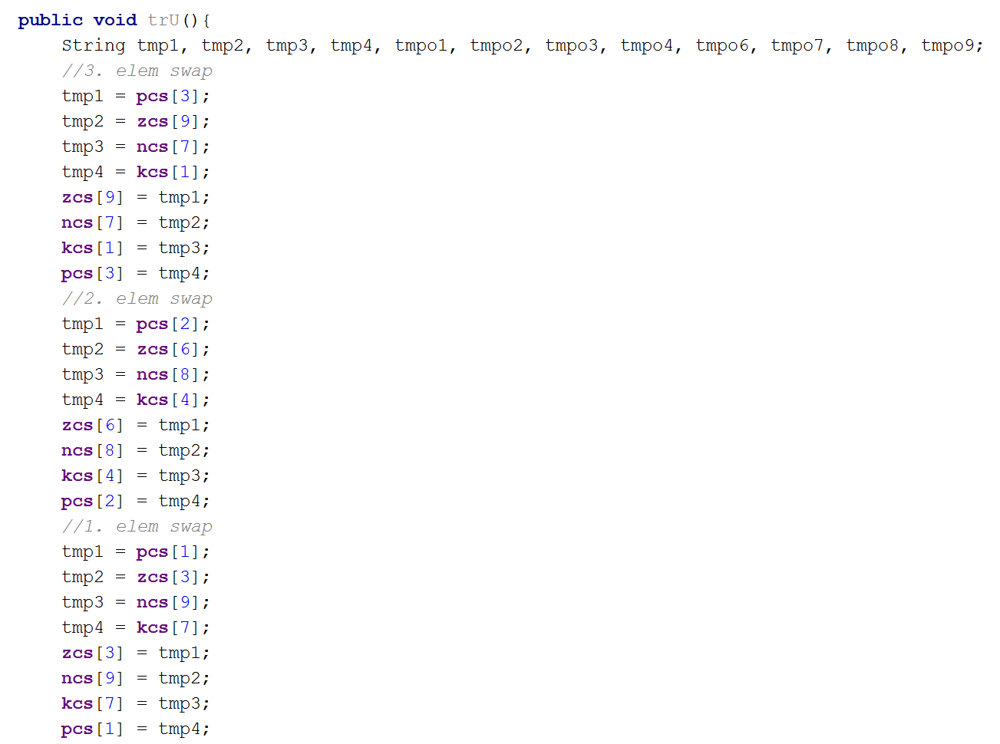 public void trU(){
    String tmp1, tmp2, tmp3, tmp4, tmpo1, tmpo2, tmpo3, tmpo4, tmpo6, tmpo7, tmpo8, tmpo9;
    //3. elem swap
    tmp1 = pcs[3];
    tmp2 = zcs[9];
    tmp3 = ncs[7];
    tmp4 = kcs[1];
    zcs[9] = tmp1;
    ncs[7] = tmp2;
    kcs[1] = tmp3;
    pcs[3] = tmp4;
    //2. elem swap
    tmp1 = pcs[2];
    tmp2 = zcs[6];
    tmp3 = ncs[8];
    tmp4 = kcs[4];
    zcs[6] = tmp1;
    ncs[8] = tmp2;
    kcs[4] = tmp3;
    pcs[2] = tmp4;
    //1. elem swap
    tmp1 = pcs[1];
    tmp2 = zcs[3];
    tmp3 = ncs[9];
    tmp4 = kcs[7];
    zcs[3] = tmp1;
    ncs[9] = tmp2;
    kcs[7] = tmp3;
    pcs[1] = tmp4;